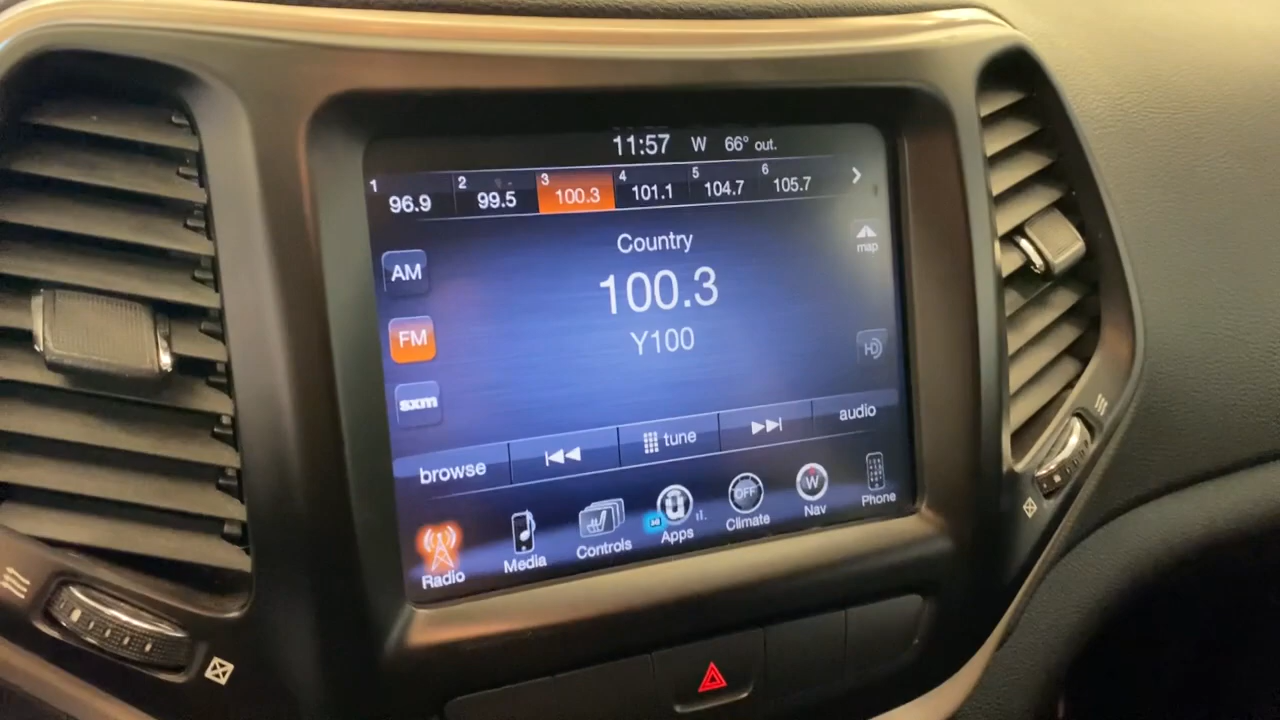 11:57 W 66° out.
1 96.9 2 99.5 3 100.3 4 101.1 5 104.7 6 105.7
Country
map
AM
100.3
FM
Y100
HD
sxm
browse tune audio
Radio Media Controls Apps OFF Climate W Nav Phone